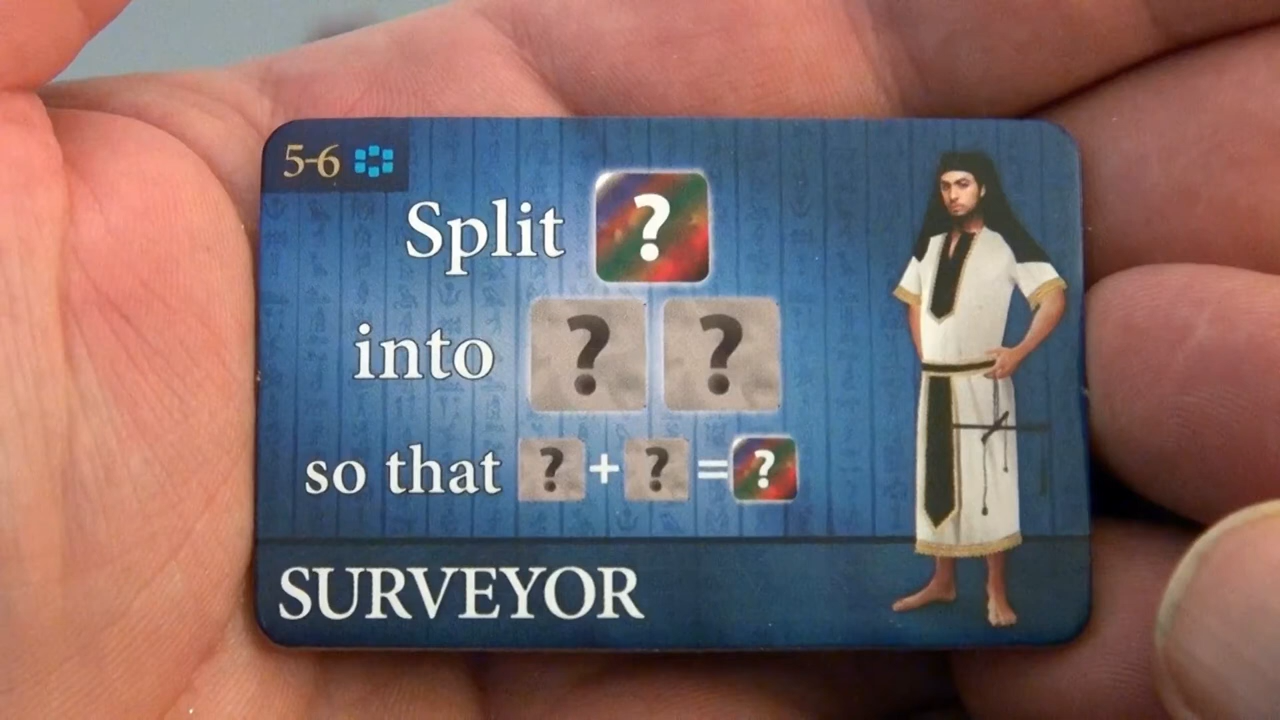 5-6
Split ?
into ? ?
so that ? + ? = ?
SURVEYOR